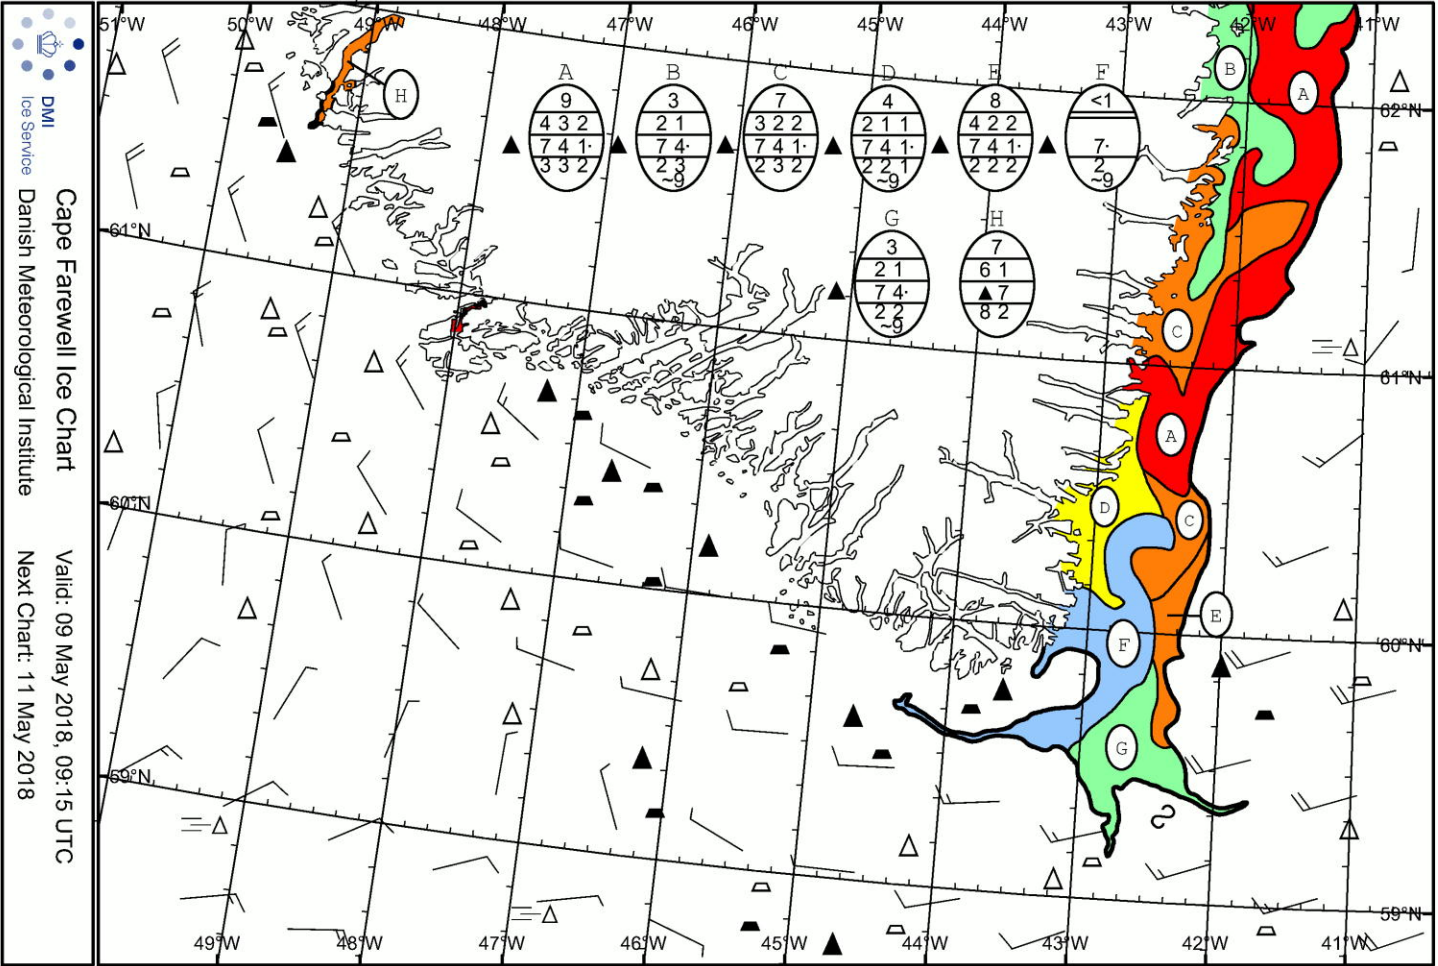 DMI
Ice Service
Cape Farewell Ice Chart
Danish Meteorological Institute
Valid: 09 May 2018, 09:15 UTC
Next Chart: 11 May 2018
51°W 50°W 49°W 48°W 47°W 46°W 45°W 44°W 43°W 42°W 41°W
A B C D E F
9 3 7 4 8 <1
4 3 2 2 1 3 2 2 2 1 1 4 2 2
7 4 1· 7 4· 7 4 1· 7 4 1· 7 4 1· 7·
3 3 2 2 3 2 3 2 2 2 1 2 2 2 2
~9 ~9 ~9
G H
3 7
2 1 6 1
7 4· ▲ 7
2 2 8 2
~9
H
B
A
62°N
61°N
C
61°N
A
D
C
60°N
E
F
60°N
G
59°N
59°N
49°W 48°W 47°W 46°W 45°W 44°W 43°W 42°W 41°W